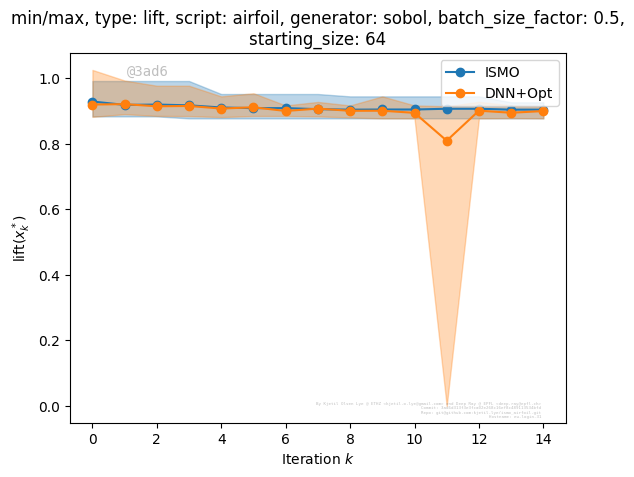 min/max, type: lift, script: airfoil, generator: sobol, batch_size_factor: 0.5,
starting_size: 64
@3ad6
ISMO
DNN+Opt
1.0
0.8
0.6
0.4
0.2
0.0
lift(x*k)
0 2 4 6 8 10 12 14
Iteration k